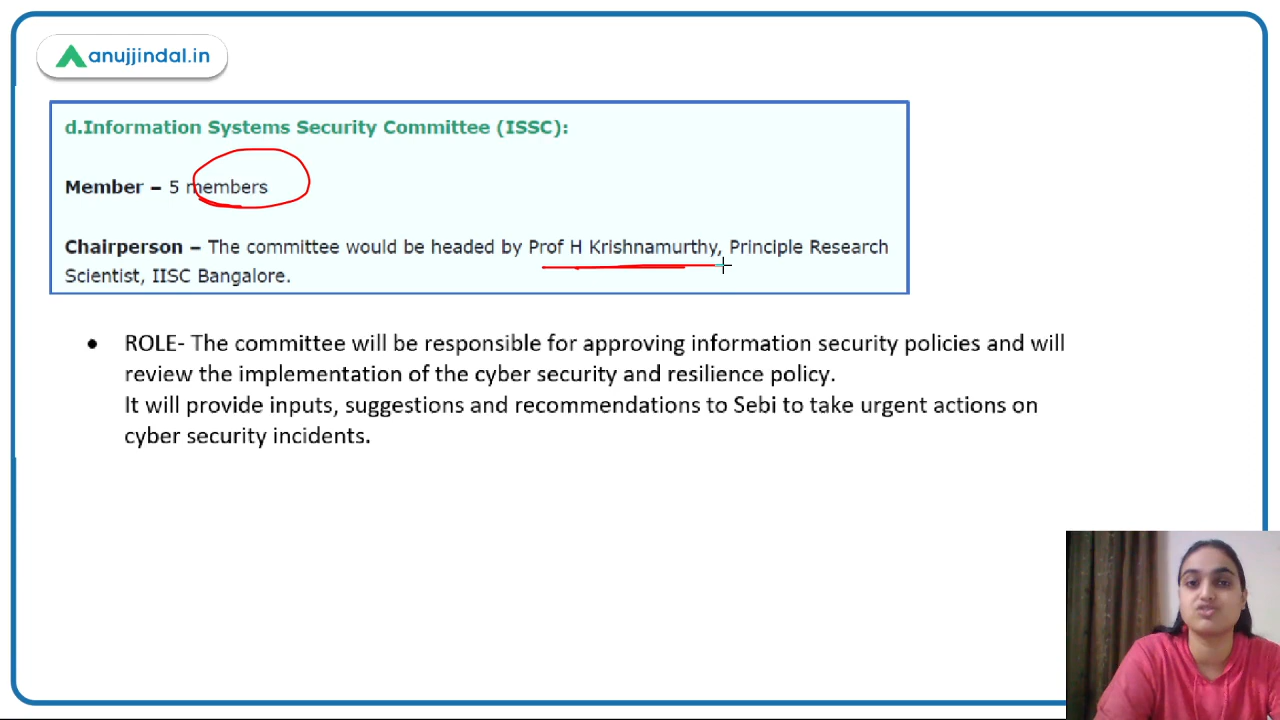 anujjindal.in
d.Information Systems Security Committee (ISSC):
Member – 5 members
Chairperson – The committee would be headed by Prof H Krishnamurthy, Principle Research
Scientist, IISC Bangalore.
• ROLE- The committee will be responsible for approving information security policies and will
review the implementation of the cyber security and resilience policy.
It will provide inputs, suggestions and recommendations to Sebi to take urgent actions on
cyber security incidents.